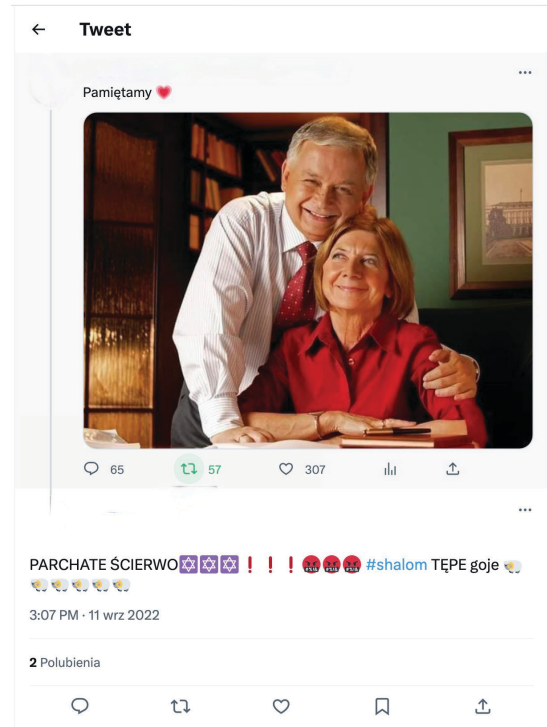 Tweet
Pamiętamy ❤️
65 57 307
PARCHATE ŚCIERWO🔯🔯🔯❗❗❗🤬🤬🤬 #shalom TĘPE goje 🐑
🐑🐑🐑🐑🐑
3:07 PM · 11 wrz 2022
2 Polubienia